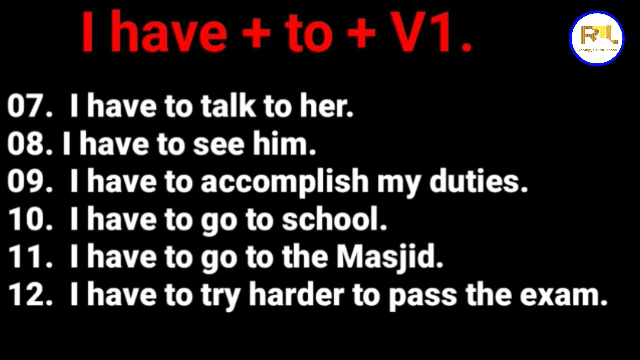 I have + to + V1.
RL
07. I have to talk to her.
08. I have to see him.
09. I have to accomplish my duties.
10. I have to go to school.
11. I have to go to the Masjid.
12. I have to try harder to pass the exam.